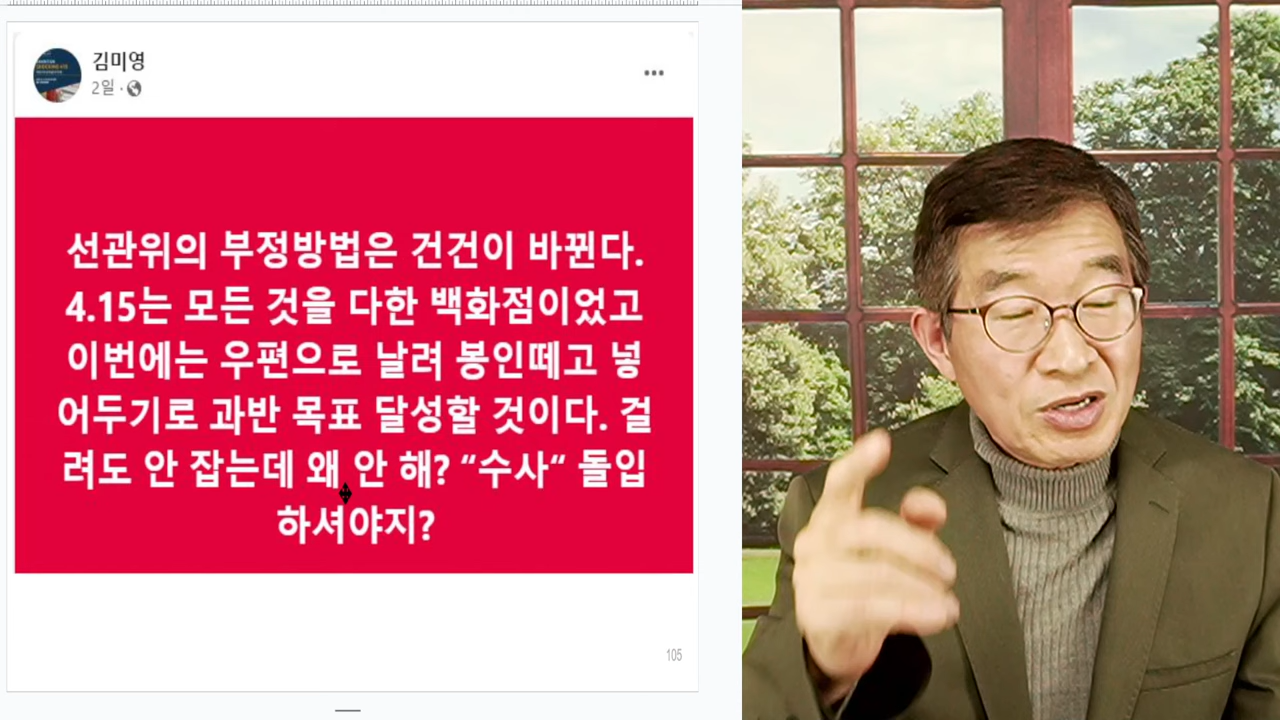 김미영
2일
선관위의 부정방법은 건건이 바뀐다.
4.15는 모든 것을 다한 백화점이었고
이번에는 우편으로 날려 봉인떼고 넣
어두기로 과반 목표 달성할 것이다. 걸
려도 안 잡는데 왜 안 해? “수사“ 돌입
하셔야지?
105